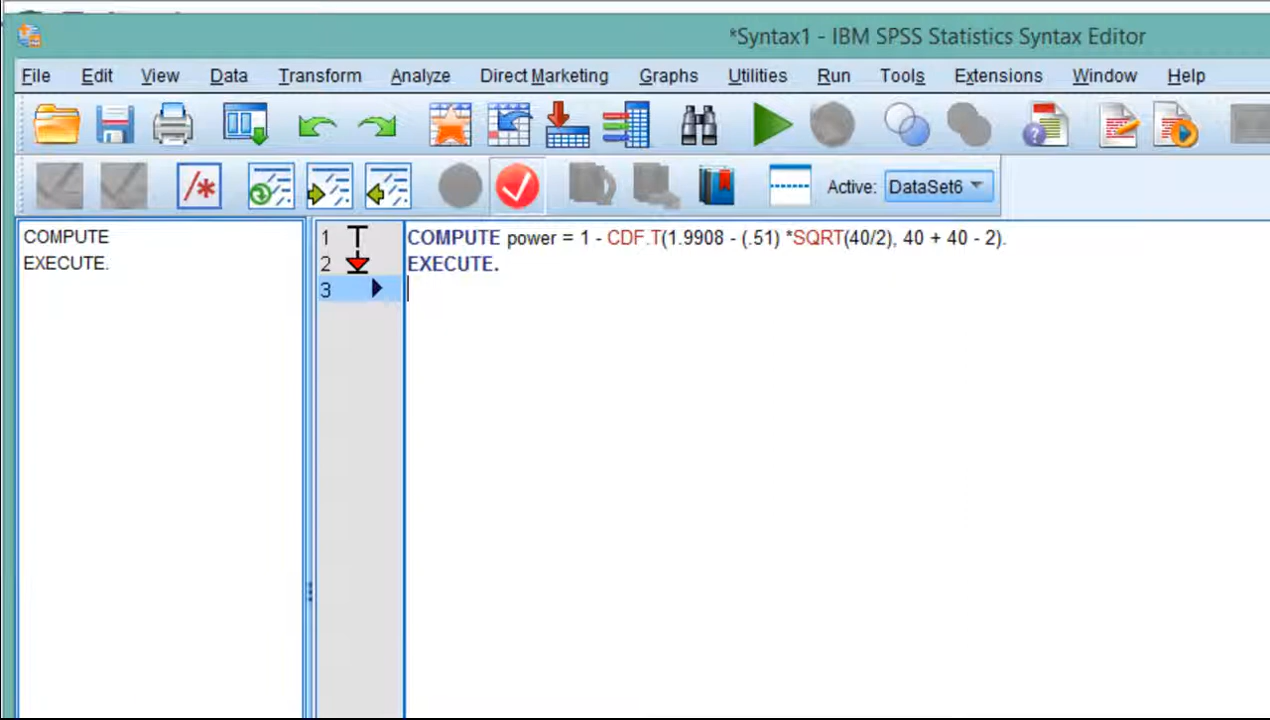 *Syntax1 - IBM SPSS Statistics Syntax Editor
File Edit View Data Transform Analyze Direct Marketing Graphs Utilities Run Tools Extensions Window Help
/*
Active: DataSet6
COMPUTE
EXECUTE.
1 COMPUTE power = 1 - CDF.T(1.9908 - (.51) *SQRT(40/2), 40 + 40 - 2).
2 EXECUTE.
3